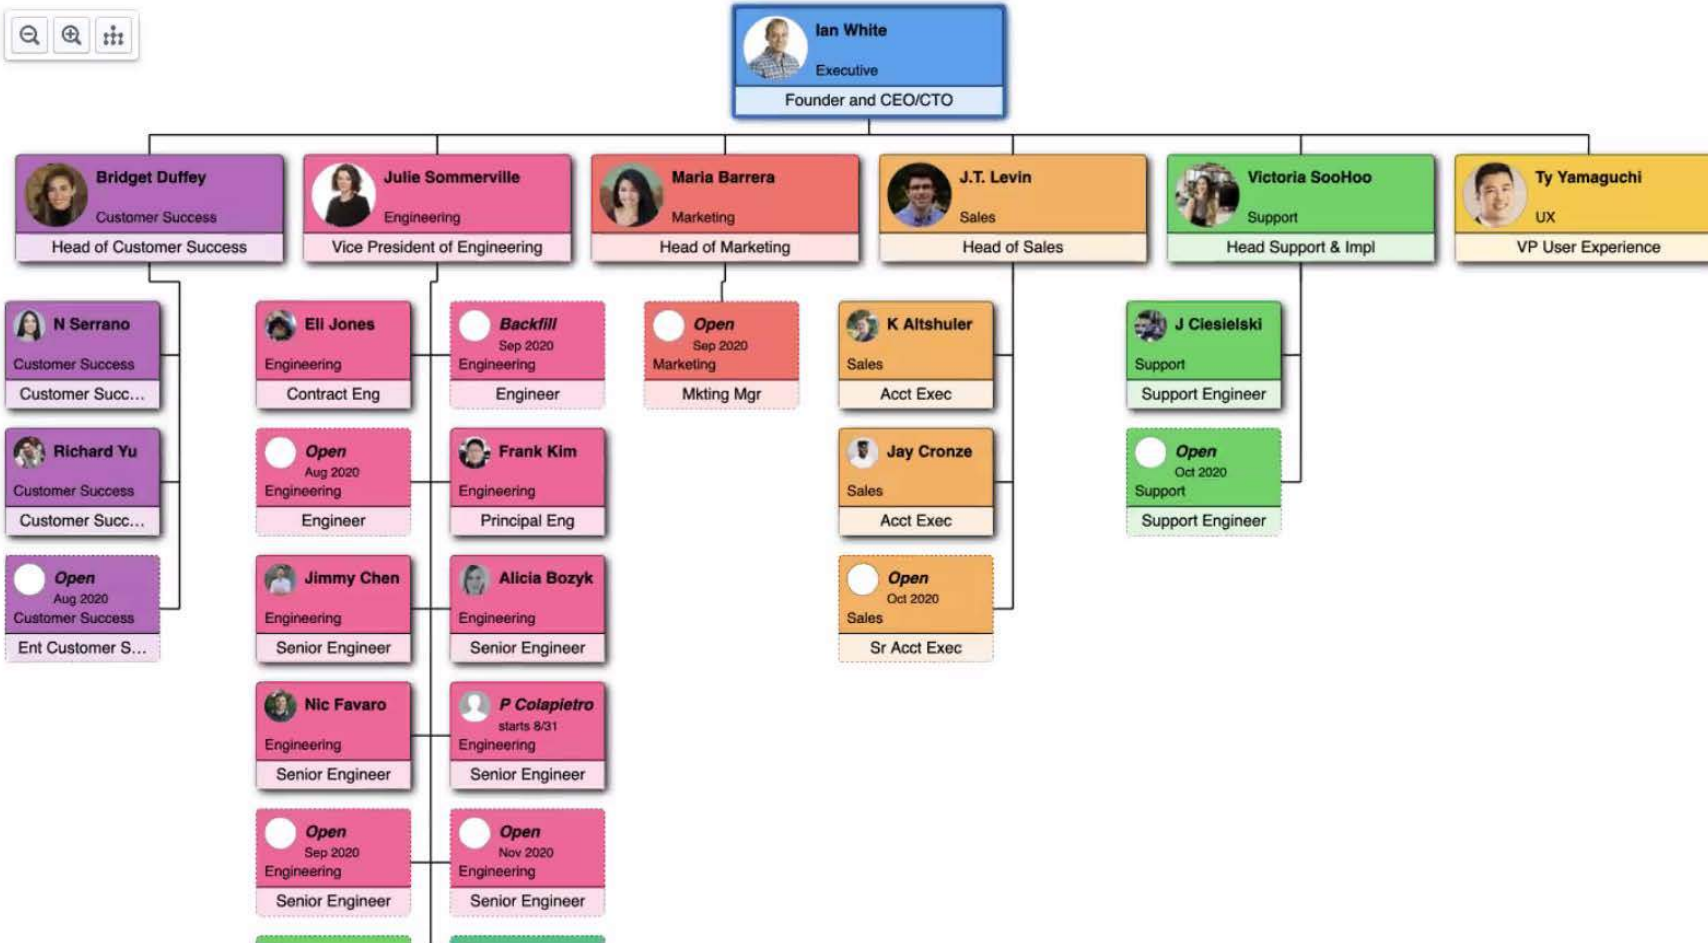 Ian White
Executive
Founder and CEO/CTO
Bridget Duffey
Customer Success
Head of Customer Success
Julie Sommerville
Engineering
Vice President of Engineering
Maria Barrera
Marketing
Head of Marketing
J.T. Levin
Sales
Head of Sales
Victoria SooHoo
Support
Head Support & Impl
Ty Yamaguchi
UX
VP User Experience
N Serrano
Customer Success
Customer Succ...
Richard Yu
Customer Success
Customer Succ...
Open
Aug 2020
Customer Success
Ent Customer S...
Eli Jones
Engineering
Contract Eng
Backfill
Sep 2020
Engineering
Engineer
Open
Aug 2020
Engineering
Engineer
Frank Kim
Engineering
Principal Eng
Jimmy Chen
Engineering
Senior Engineer
Alicia Bozyk
Engineering
Senior Engineer
Nic Favaro
Engineering
Senior Engineer
P Colapietro
starts 8/31
Engineering
Senior Engineer
Open
Sep 2020
Engineering
Senior Engineer
Open
Nov 2020
Engineering
Senior Engineer
Open
Sep 2020
Marketing
Mkting Mgr
K Altshuler
Sales
Acct Exec
Jay Cronze
Sales
Acct Exec
Open
Oct 2020
Sales
Sr Acct Exec
J Ciesielski
Support
Support Engineer
Open
Oct 2020
Support
Support Engineer